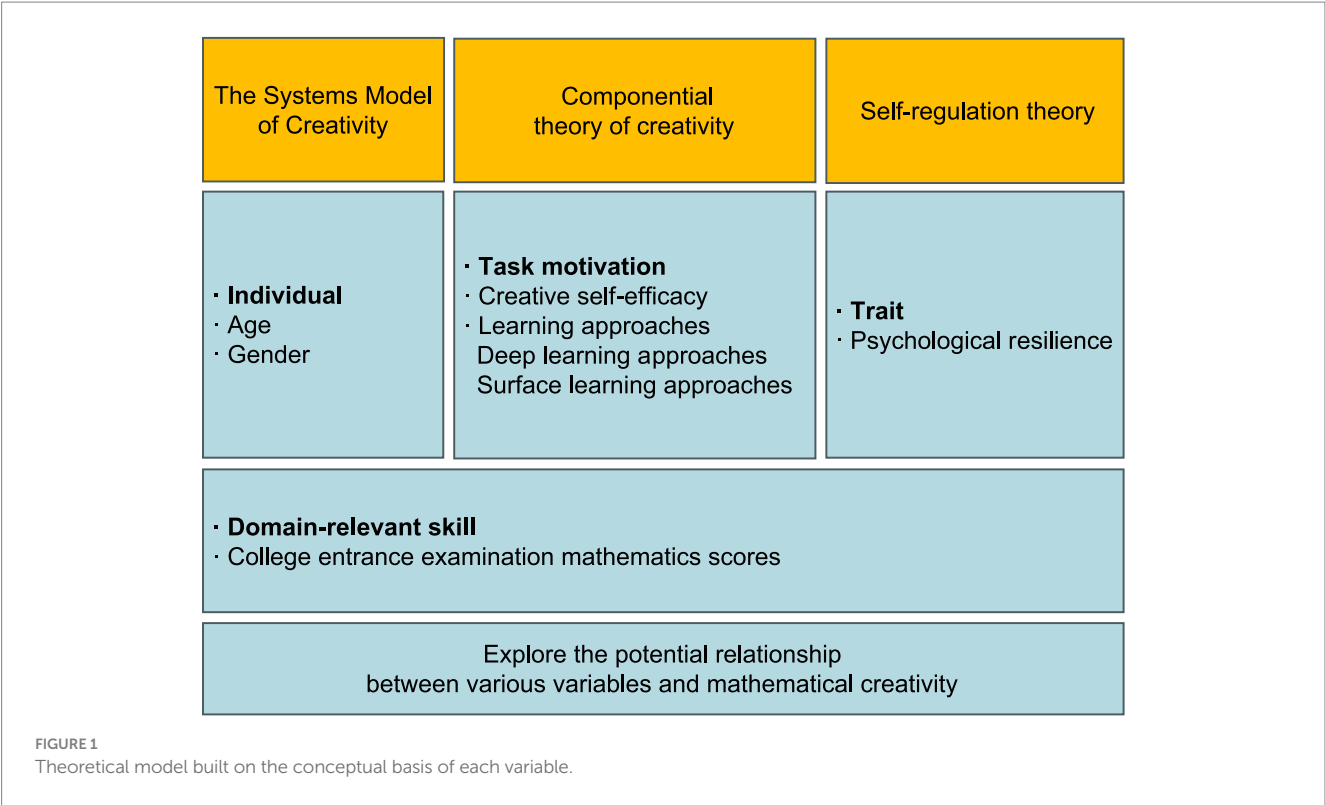 The Systems Model
of Creativity
Componential
theory of creativity
Self-regulation theory
· Individual
· Age
· Gender
· Task motivation
· Creative self-efficacy
· Learning approaches
Deep learning approaches
Surface learning approaches
· Trait
· Psychological resilience
· Domain-relevant skill
· College entrance examination mathematics scores
Explore the potential relationship
between various variables and mathematical creativity
FIGURE 1
Theoretical model built on the conceptual basis of each variable.